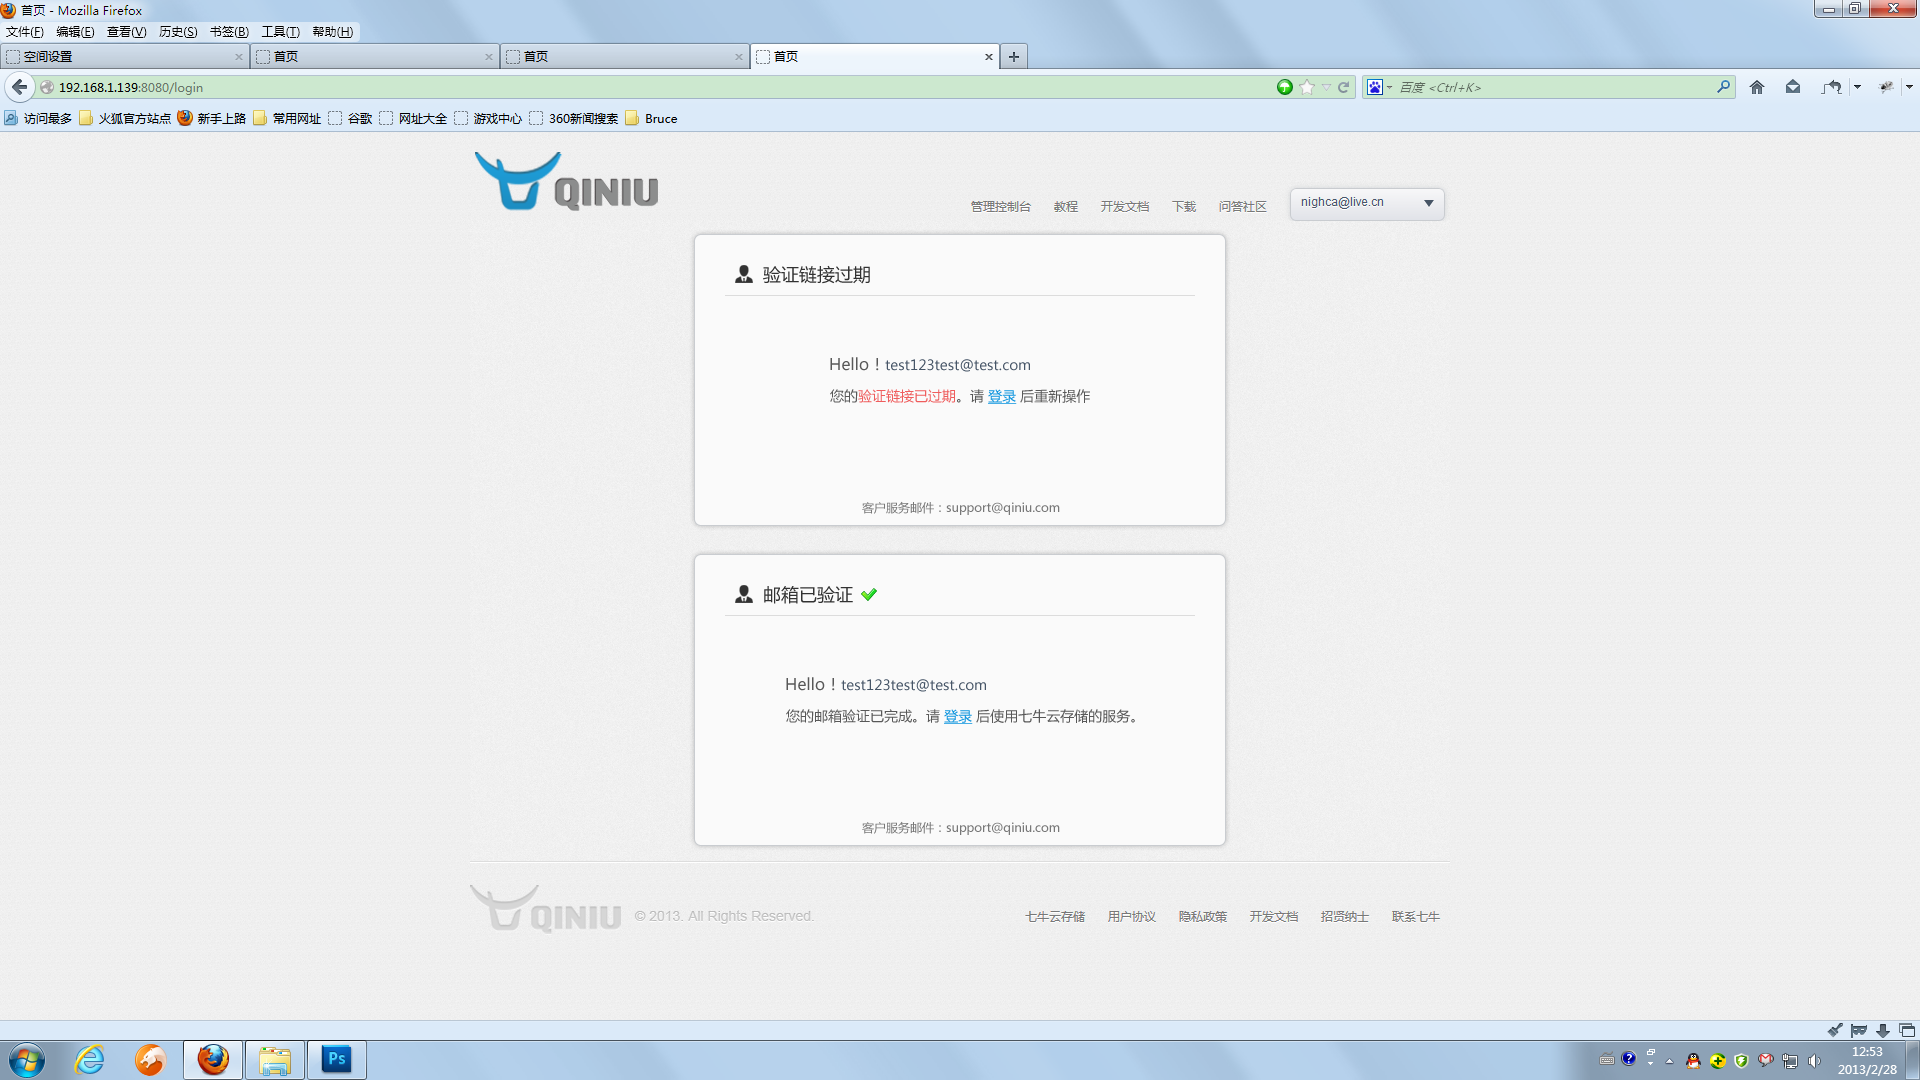 首页 - Mozilla Firefox
文件(F) 编辑(E) 查看(V) 历史(S) 书签(B) 工具(T) 帮助(H)
空间设置 首页 首页 首页
192.168.1.139:8080/login 百度 <Ctrl+K>
访问最多 火狐官方站点 新手上路 常用网址 谷歌 网址大全 游戏中心 360新闻搜索 Bruce
QINIU
管理控制台 教程 开发文档 下载 问答社区 nighca@live.cn
验证链接过期
Hello！test123test@test.com
您的验证链接已过期。请 登录 后重新操作
客户服务邮件：support@qiniu.com
邮箱已验证
Hello！test123test@test.com
您的邮箱验证已完成。请 登录 后使用七牛云存储的服务。
客户服务邮件：support@qiniu.com
QINIU © 2013. All Rights Reserved. 七牛云存储 用户协议 隐私政策 开发文档 招贤纳士 联系七牛
Ps
12:53
2013/2/28